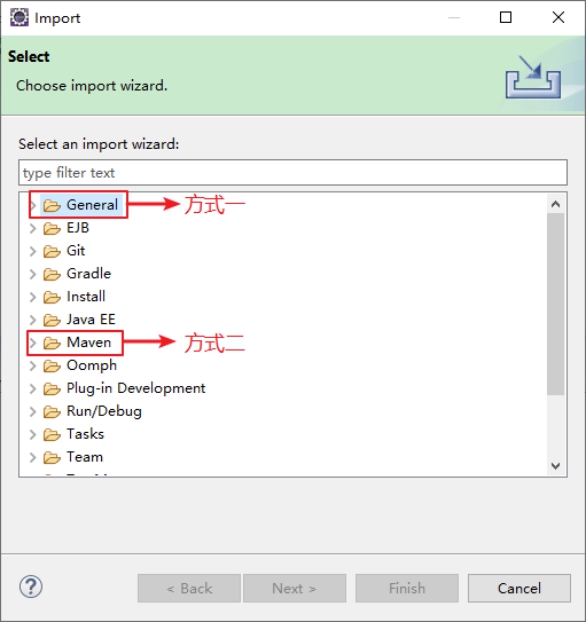 Import
Select
Choose import wizard.
Select an import wizard:
type filter text
General 方式一
EJB
Git
Gradle
Install
Java EE
Maven 方式二
Oomph
Plug-in Development
Run/Debug
Tasks
Team
< Back Next > Finish Cancel